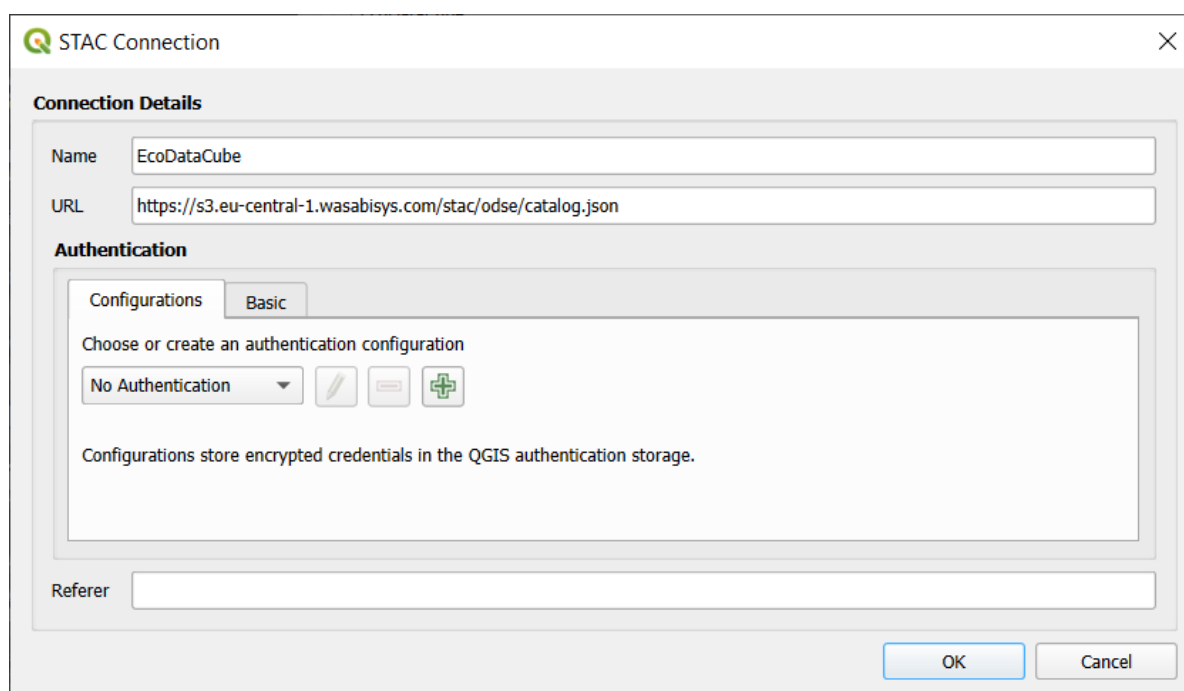 STAC Connection
Connection Details
Name EcoDataCube
URL https://s3.eu-central-1.wasabisys.com/stac/odse/catalog.json
Authentication
Configurations Basic
Choose or create an authentication configuration
No Authentication
Configurations store encrypted credentials in the QGIS authentication storage.
Referer
OK Cancel